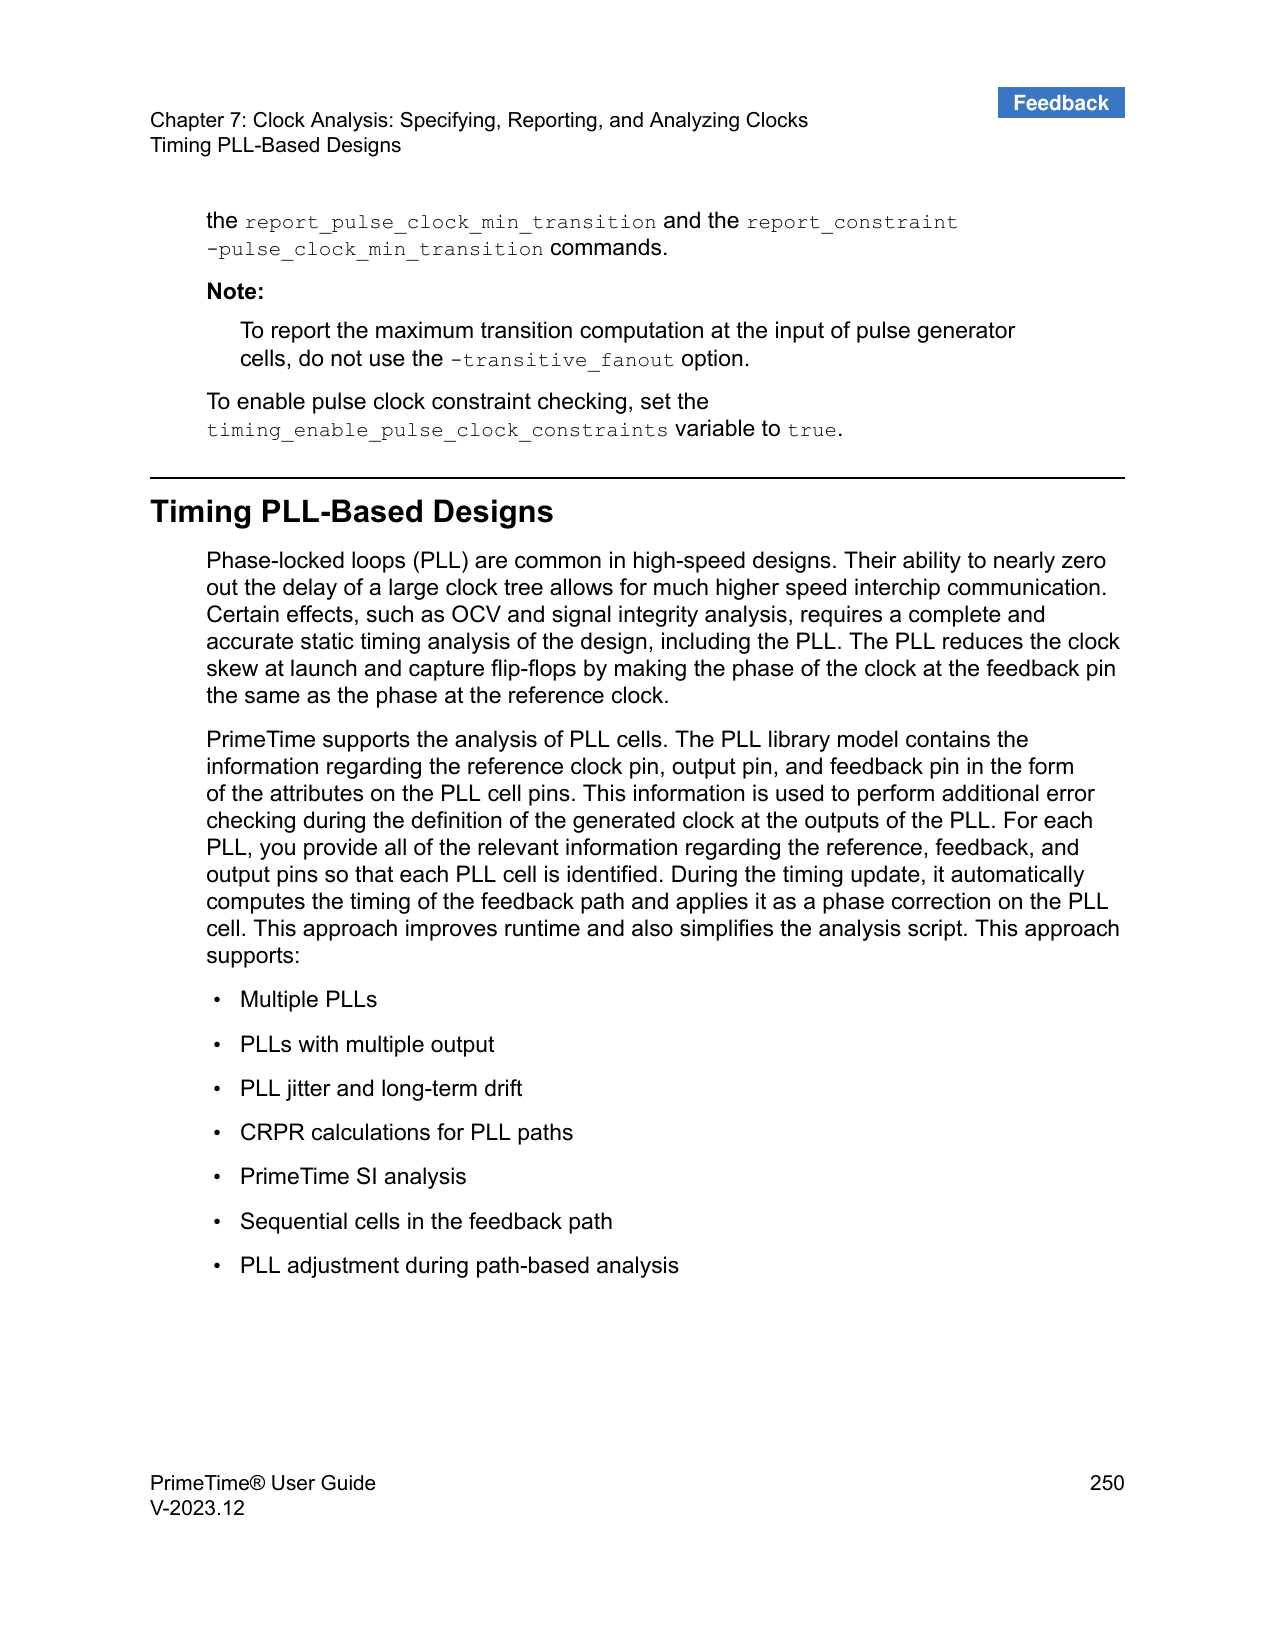 Feedback
Chapter 7: Clock Analysis: Specifying, Reporting, and Analyzing Clocks
Timing PLL-Based Designs
the report_pulse_clock_min_transition and the report_constraint
-pulse_clock_min_transition commands.
Note:
To report the maximum transition computation at the input of pulse generator
cells, do not use the -transitive_fanout option.
To enable pulse clock constraint checking, set the
timing_enable_pulse_clock_constraints variable to true.
Timing PLL-Based Designs
Phase-locked loops (PLL) are common in high-speed designs. Their ability to nearly zero
out the delay of a large clock tree allows for much higher speed interchip communication.
Certain effects, such as OCV and signal integrity analysis, requires a complete and
accurate static timing analysis of the design, including the PLL. The PLL reduces the clock
skew at launch and capture flip-flops by making the phase of the clock at the feedback pin
the same as the phase at the reference clock.
PrimeTime supports the analysis of PLL cells. The PLL library model contains the
information regarding the reference clock pin, output pin, and feedback pin in the form
of the attributes on the PLL cell pins. This information is used to perform additional error
checking during the definition of the generated clock at the outputs of the PLL. For each
PLL, you provide all of the relevant information regarding the reference, feedback, and
output pins so that each PLL cell is identified. During the timing update, it automatically
computes the timing of the feedback path and applies it as a phase correction on the PLL
cell. This approach improves runtime and also simplifies the analysis script. This approach
supports:
• Multiple PLLs
• PLLs with multiple output
• PLL jitter and long-term drift
• CRPR calculations for PLL paths
• PrimeTime SI analysis
• Sequential cells in the feedback path
• PLL adjustment during path-based analysis
PrimeTime® User Guide 250
V-2023.12